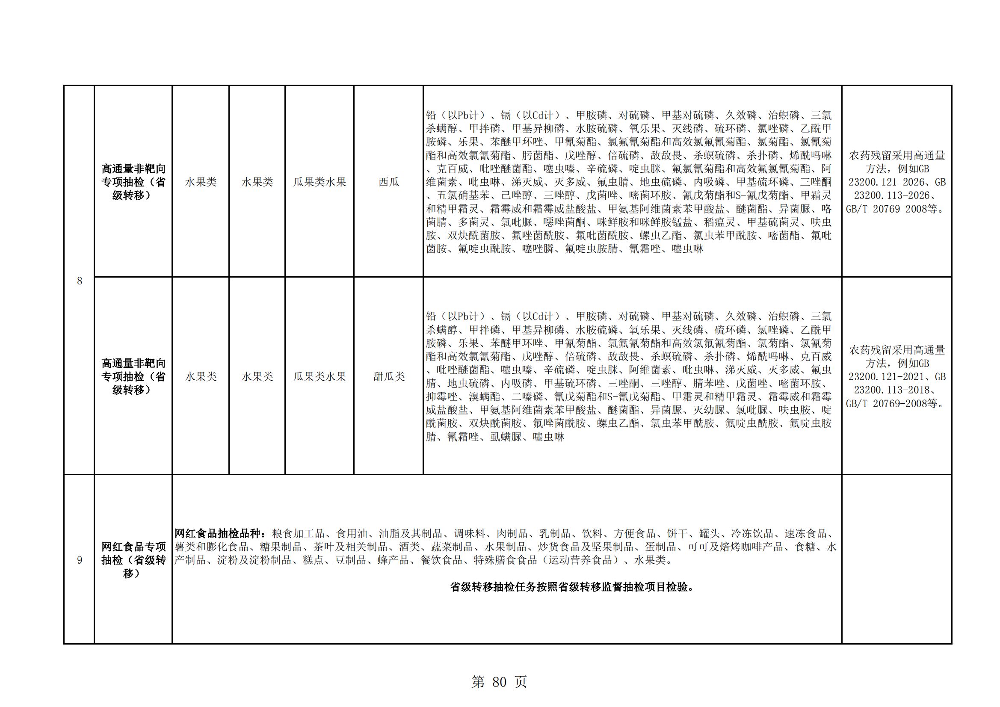 8
高通量非靶向
专项抽检（省
级转移）
水果类
水果类
瓜果类水果
西瓜
铅（以Pb计）、镉（以Cd计）、甲胺磷、对硫磷、甲基对硫磷、久效磷、治螟磷、三氯
杀螨醇、甲拌磷、甲基异柳磷、水胺硫磷、氧乐果、灭线磷、硫环磷、氯唑磷、乙酰甲
胺磷、乐果、苯醚甲环唑、甲氰菊酯、氯氟氰菊酯和高效氯氟氰菊酯、氯菊酯、氯氰菊
酯和高效氯氰菊酯、肟菌酯、戊唑醇、倍硫磷、敌敌畏、杀螟硫磷、杀扑磷、烯酰吗啉
、克百威、吡唑醚菌酯、噻虫嗪、辛硫磷、啶虫脒、氟氯氰菊酯和高效氟氯氰菊酯、阿
维菌素、吡虫啉、涕灭威、灭多威、氟虫腈、地虫硫磷、内吸磷、甲基硫环磷、三唑酮
、五氯硝基苯、己唑醇、三唑醇、戊菌唑、嘧菌环胺、氰戊菊酯和S-氰戊菊酯、甲霜灵
和精甲霜灵、霜霉威和霜霉威盐酸盐、甲氨基阿维菌素苯甲酸盐、醚菌酯、异菌脲、咯
菌腈、多菌灵、氯吡脲、噁唑菌酮、咪鲜胺和咪鲜胺锰盐、稻瘟灵、甲基硫菌灵、呋虫
胺、双炔酰菌胺、氟唑菌酰胺、氟吡菌酰胺、螺虫乙酯、氯虫苯甲酰胺、嘧菌酯、氟吡
菌胺、氟啶虫酰胺、噻唑膦、氟啶虫胺腈、氰霜唑、噻虫啉
农药残留采用高通量
方法，例如GB
23200.121-2026、GB
23200.113-2026、
GB/T 20769-2008等。
高通量非靶向
专项抽检（省
级转移）
水果类
水果类
瓜果类水果
甜瓜类
铅（以Pb计）、镉（以Cd计）、甲胺磷、对硫磷、甲基对硫磷、久效磷、治螟磷、三氯
杀螨醇、甲拌磷、甲基异柳磷、水胺硫磷、氧乐果、灭线磷、硫环磷、氯唑磷、乙酰甲
胺磷、乐果、苯醚甲环唑、甲氰菊酯、氯氟氰菊酯和高效氯氟氰菊酯、氯菊酯、氯氰菊
酯和高效氯氰菊酯、戊唑醇、倍硫磷、敌敌畏、杀螟硫磷、杀扑磷、烯酰吗啉、克百威
、吡唑醚菌酯、噻虫嗪、辛硫磷、啶虫脒、阿维菌素、吡虫啉、涕灭威、灭多威、氟虫
腈、地虫硫磷、内吸磷、甲基硫环磷、三唑酮、三唑醇、腈苯唑、戊菌唑、嘧菌环胺、
抑霉唑、溴螨酯、二嗪磷、氰戊菊酯和S-氰戊菊酯、甲霜灵和精甲霜灵、霜霉威和霜霉
威盐酸盐、甲氨基阿维菌素苯甲酸盐、醚菌酯、异菌脲、灭幼脲、氯吡脲、呋虫胺、啶
酰菌胺、双炔酰菌胺、氟唑菌酰胺、螺虫乙酯、氯虫苯甲酰胺、氟啶虫酰胺、氟啶虫胺
腈、氰霜唑、虱螨脲、噻虫啉
农药残留采用高通量
方法，例如GB
23200.121-2021、GB
23200.113-2018、
GB/T 20769-2008等。
9
网红食品专项
抽检（省级转
移）
网红食品抽检品种：粮食加工品、食用油、油脂及其制品、调味料、肉制品、乳制品、饮料、方便食品、饼干、罐头、冷冻饮品、速冻食品、
薯类和膨化食品、糖果制品、茶叶及相关制品、酒类、蔬菜制品、水果制品、炒货食品及坚果制品、蛋制品、可可及焙烤咖啡产品、食糖、水
产制品、淀粉及淀粉制品、糕点、豆制品、蜂产品、餐饮食品、特殊膳食食品（运动营养食品）、水果类。
省级转移抽检任务按照省级转移监督抽检项目检验。
第 80 页